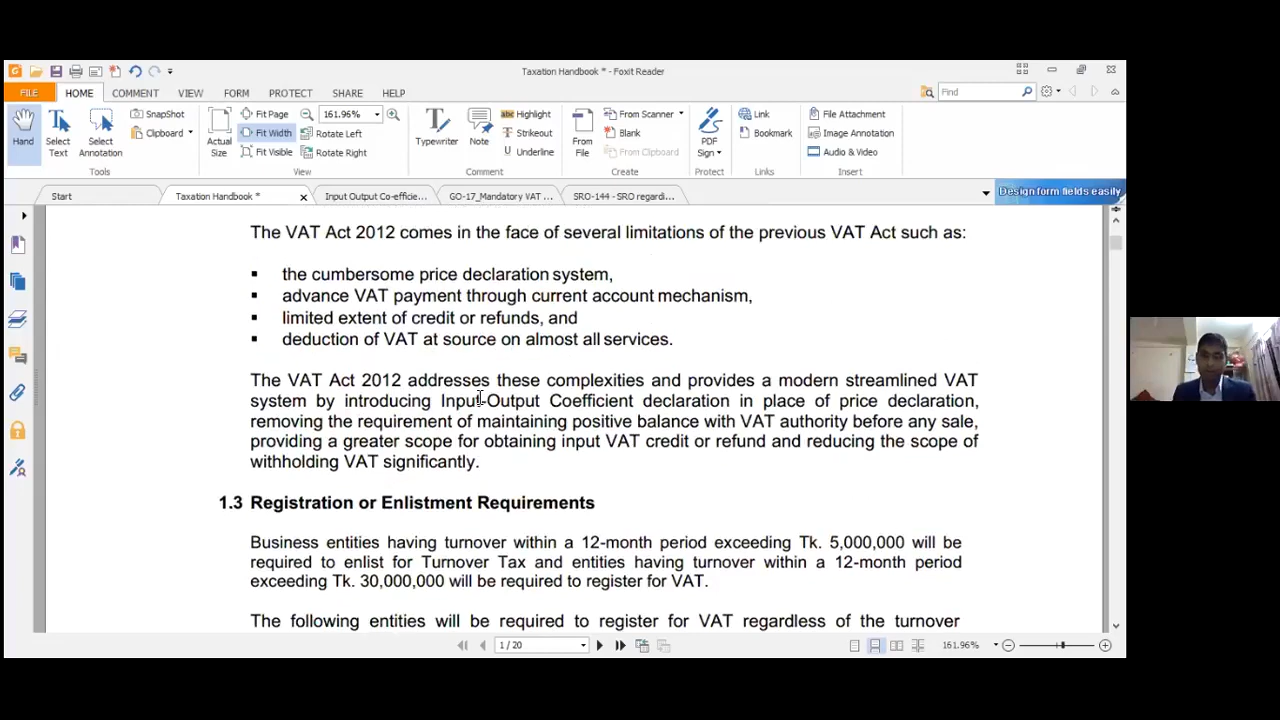 Taxation Handbook * - Foxit Reader
FILE HOME COMMENT VIEW FORM PROTECT SHARE HELP
Find
Hand
Select Text
Select Annotation
SnapShot
Clipboard
Tools
Actual Size
Fit Page
Fit Width
Fit Visible
161.96%
Rotate Left
Rotate Right
View
Typewriter
Note
Highlight
Strikeout
Underline
Comment
From File
From Scanner
Blank
From Clipboard
Create
PDF Sign
Protect
Link
Bookmark
Links
File Attachment
Image Annotation
Audio & Video
Insert
Start
Taxation Handbook *
Input Output Co-efficie...
GO-17_Mandatory VAT ...
SRO-144 - SRO regardi...
Design form fields easily
The VAT Act 2012 comes in the face of several limitations of the previous VAT Act such as:
▪ the cumbersome price declaration system,
▪ advance VAT payment through current account mechanism,
▪ limited extent of credit or refunds, and
▪ deduction of VAT at source on almost all services.
The VAT Act 2012 addresses these complexities and provides a modern streamlined VAT
system by introducing Input-Output Coefficient declaration in place of price declaration,
removing the requirement of maintaining positive balance with VAT authority before any sale,
providing a greater scope for obtaining input VAT credit or refund and reducing the scope of
withholding VAT significantly.
1.3 Registration or Enlistment Requirements
Business entities having turnover within a 12-month period exceeding Tk. 5,000,000 will be
required to enlist for Turnover Tax and entities having turnover within a 12-month period
exceeding Tk. 30,000,000 will be required to register for VAT.
The following entities will be required to register for VAT regardless of the turnover
1 / 20
161.96%